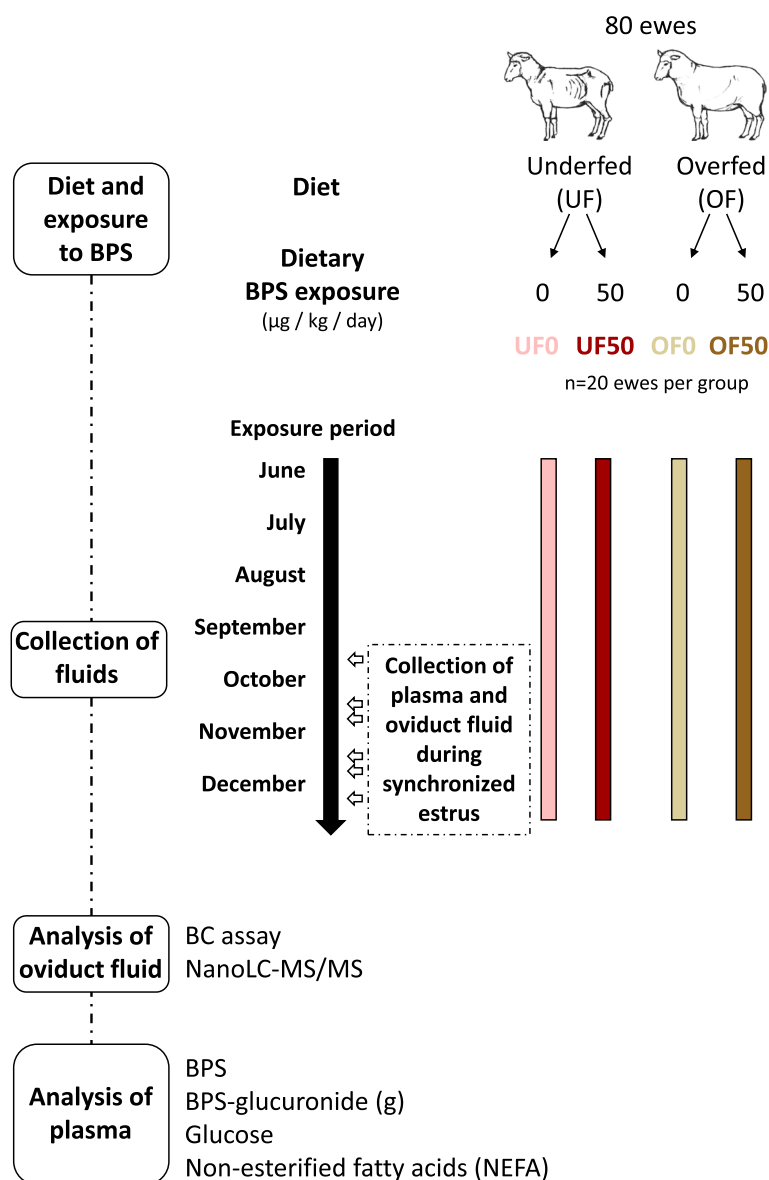 80 ewes
Diet and
exposure
to BPS
Diet
Underfed
(UF)
Overfed
(OF)
Dietary
BPS exposure
(µg / kg / day)
0 50 0 50
UF0 UF50 OF0 OF50
n=20 ewes per group
Exposure period
June
July
August
September
October
November
December
Collection of
fluids
Collection of
plasma and
oviduct fluid
during
synchronized
estrus
Analysis of
oviduct fluid
BC assay
NanoLC-MS/MS
Analysis of
plasma
BPS
BPS-glucuronide (g)
Glucose
Non-esterified fatty acids (NEFA)